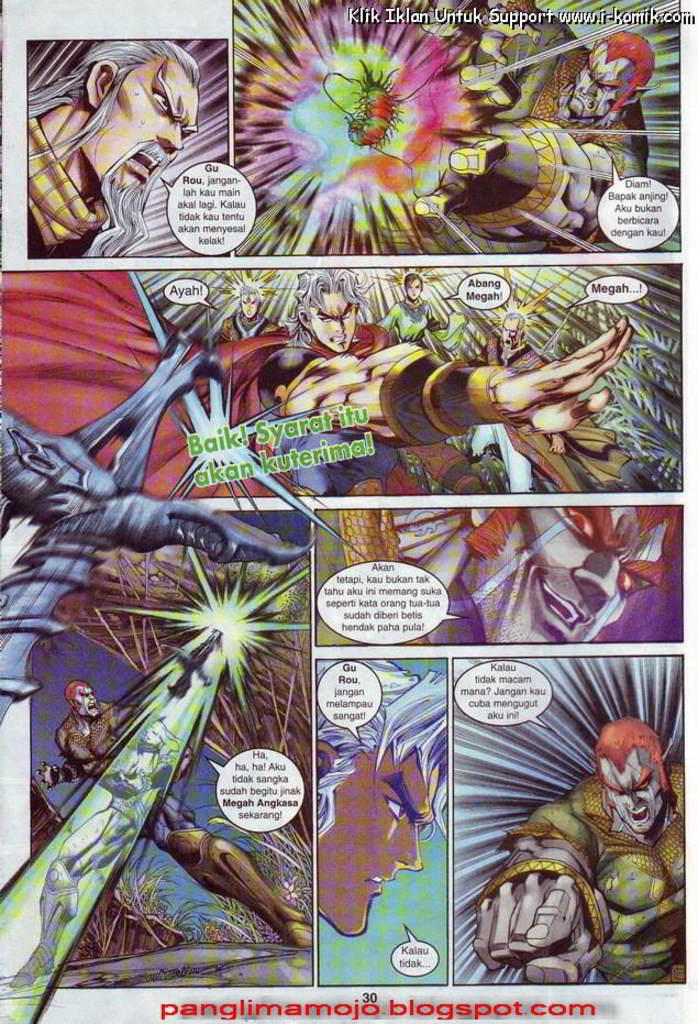 Klik Iklan Untuk Support www.i-komik.com
Gu
Rou, jangan-
lah kau main
akal lagi. Kalau
tidak kau tentu
akan menyesal
kelak!
Diam!
Bapak anjing!
Aku bukan
berbicara
dengan kau!
Ayah!
Abang
Megah!
Megah...!
Baik! Syarat itu
akan kuterima!
Akan
tetapi, kau bukan tak
tahu aku ini memang suka
seperti kata orang tua-tua
sudah diberi betis
hendak paha pula!
Ha,
ha, ha! Aku
tidak sangka
sudah begitu jinak
Megah Angkasa
sekarang!
Gu
Rou,
jangan
melampau
sangat!
Kalau
tidak...
Kalau
tidak macam
mana? Jangan kau
cuba mengugut
aku ini!
30
panglimamojo.blogspot.com